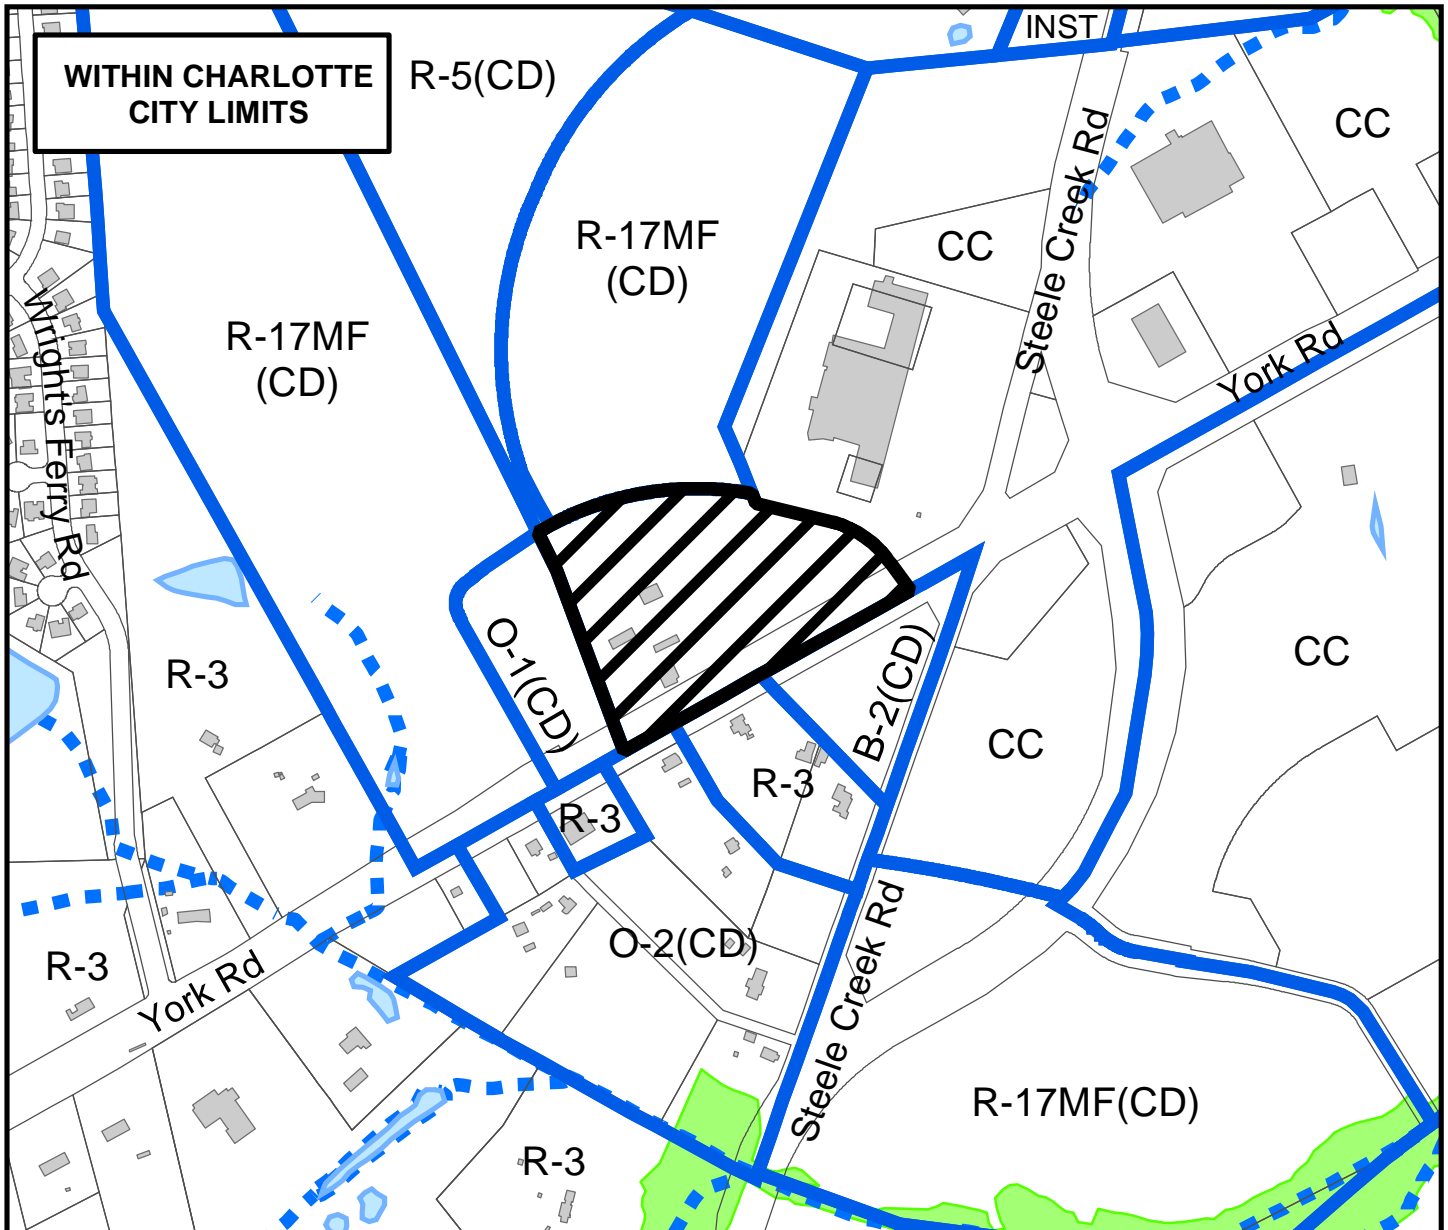 INST
WITHIN CHARLOTTE
CITY LIMITS
R-5(CD)
CC
Steele Creek Rd
R-17MF
(CD)
CC
R-17MF
(CD)
York Rd
Wright's Ferry Rd
R-3
O-1(CD)
B-2(CD)
CC
CC
R-3
R-3
O-2(CD)
R-3
York Rd
Steele Creek Rd
R-17MF(CD)
R-3